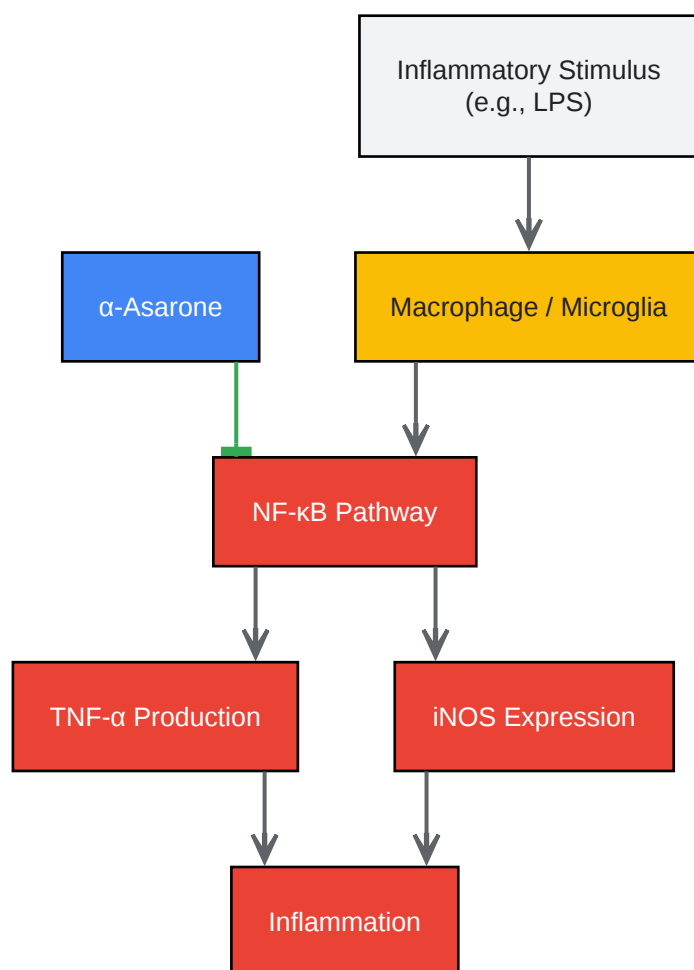 Inflammatory Stimulus
(e.g., LPS)
α-Asarone
Macrophage / Microglia
NF-κB Pathway
TNF-α Production
iNOS Expression
Inflammation